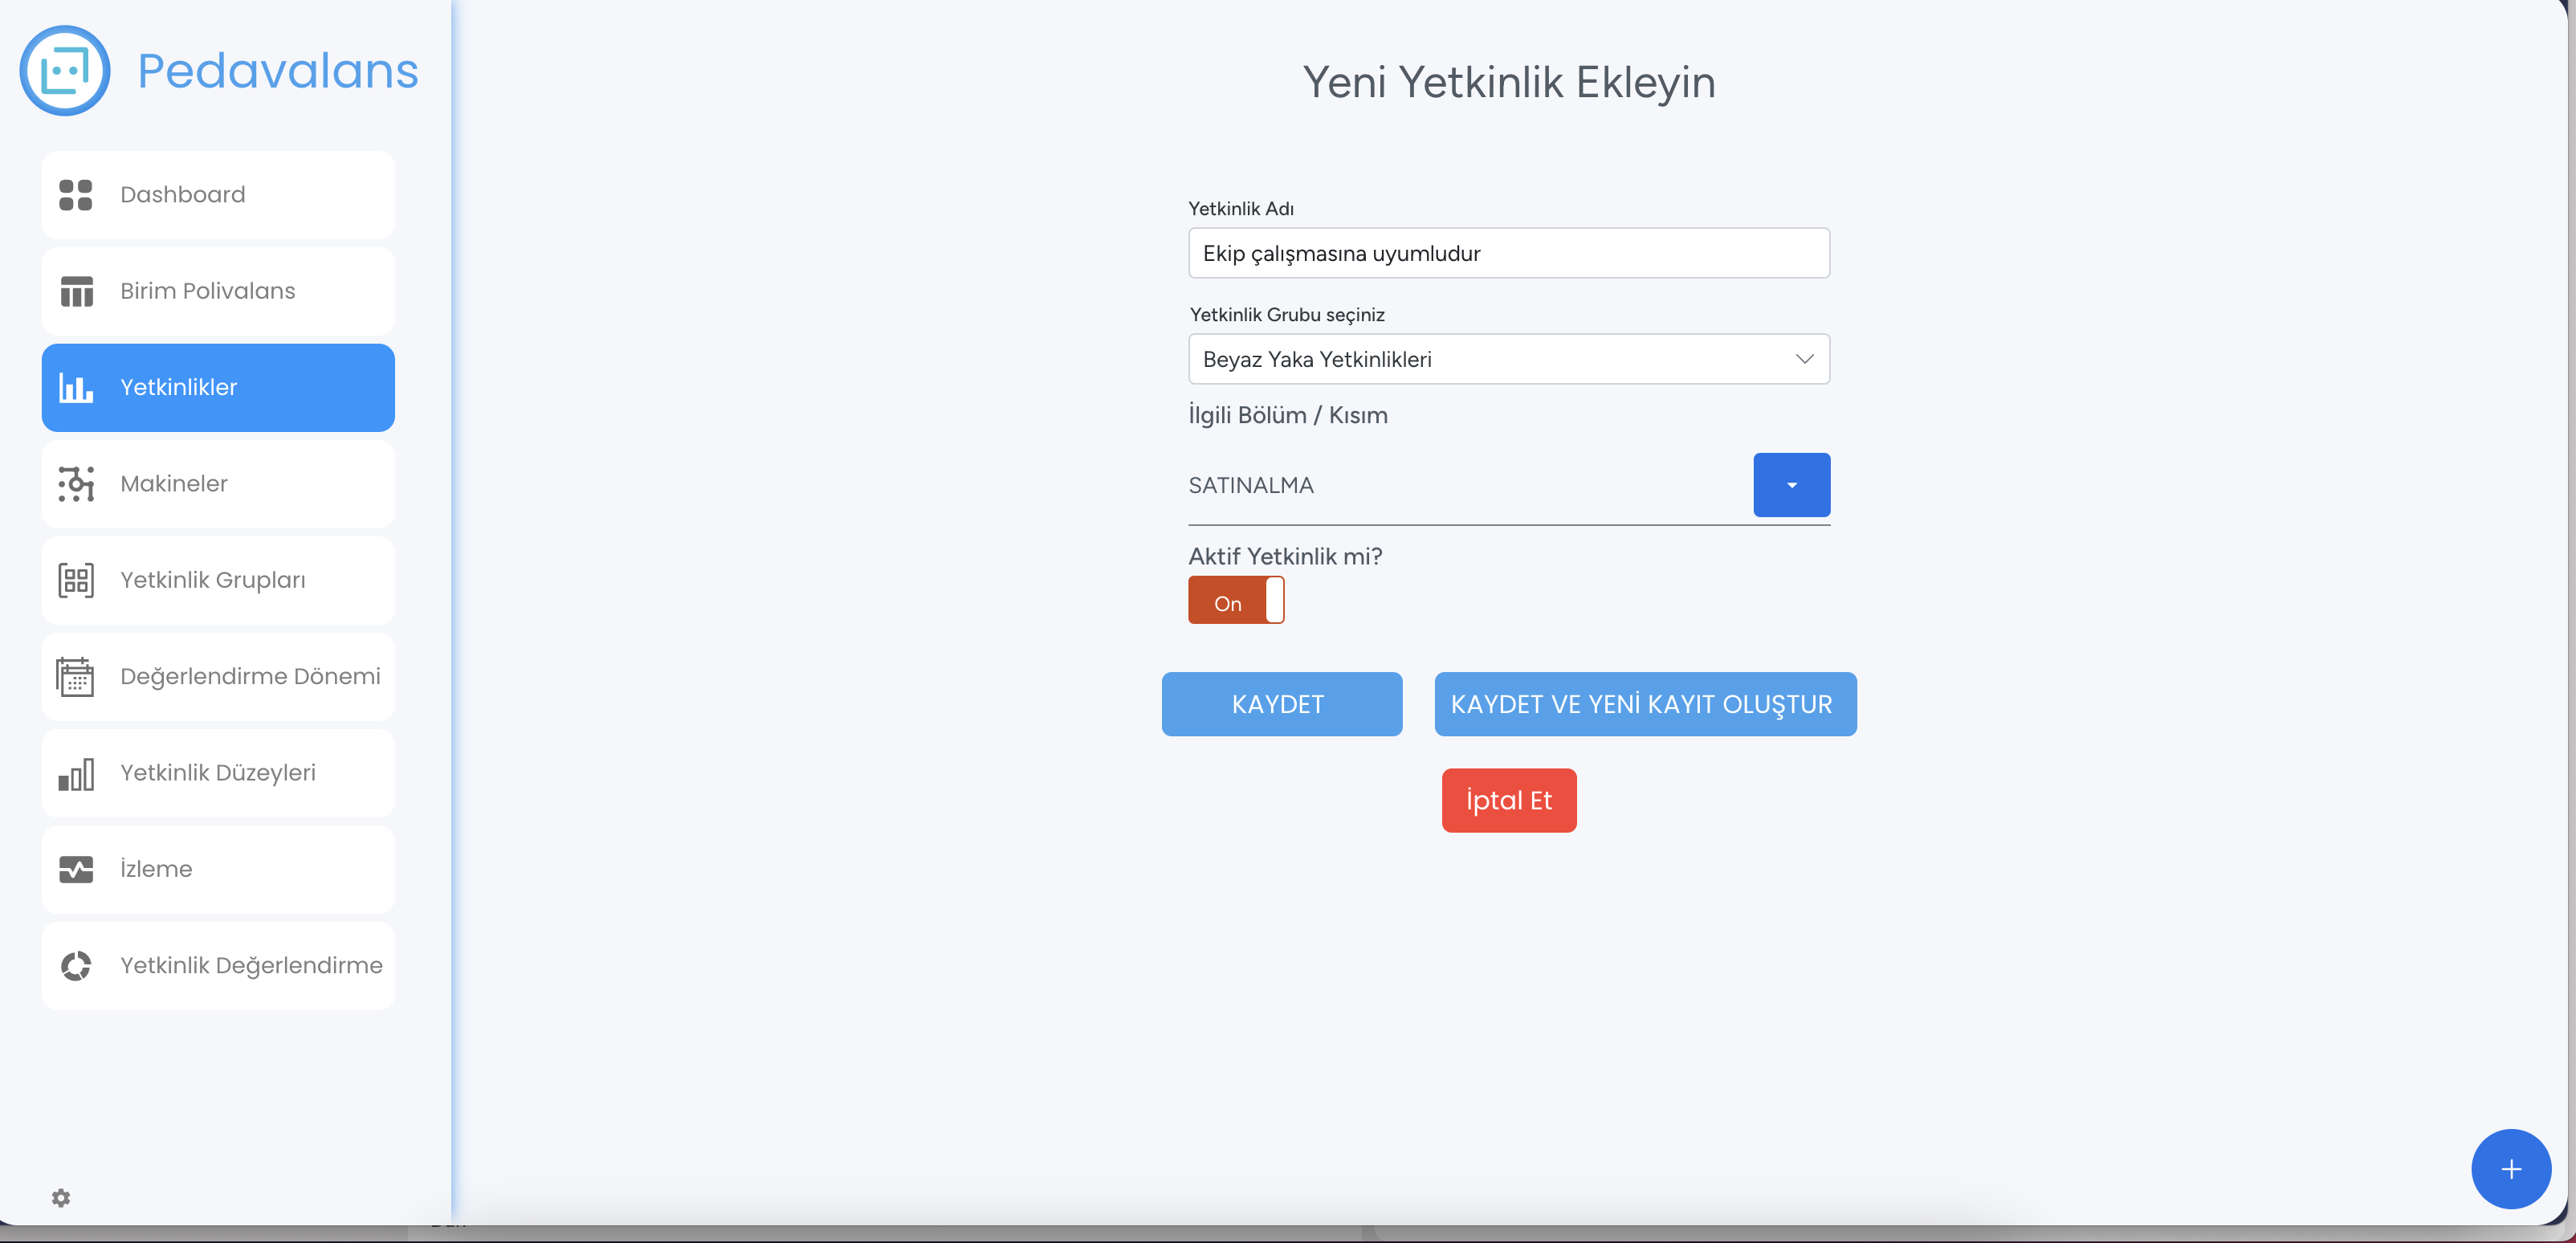 Pedavalans
Dashboard
Birim Polivalans
Yetkinlikler
Makineler
Yetkinlik Grupları
Değerlendirme Dönemi
Yetkinlik Düzeyleri
İzleme
Yetkinlik Değerlendirme
Yeni Yetkinlik Ekleyin
Yetkinlik Adı
Ekip çalışmasına uyumludur
Yetkinlik Grubu seçiniz
Beyaz Yaka Yetkinlikleri
İlgili Bölüm / Kısım
SATINALMA
Aktif Yetkinlik mi?
On
KAYDET
KAYDET VE YENİ KAYIT OLUŞTUR
İptal Et